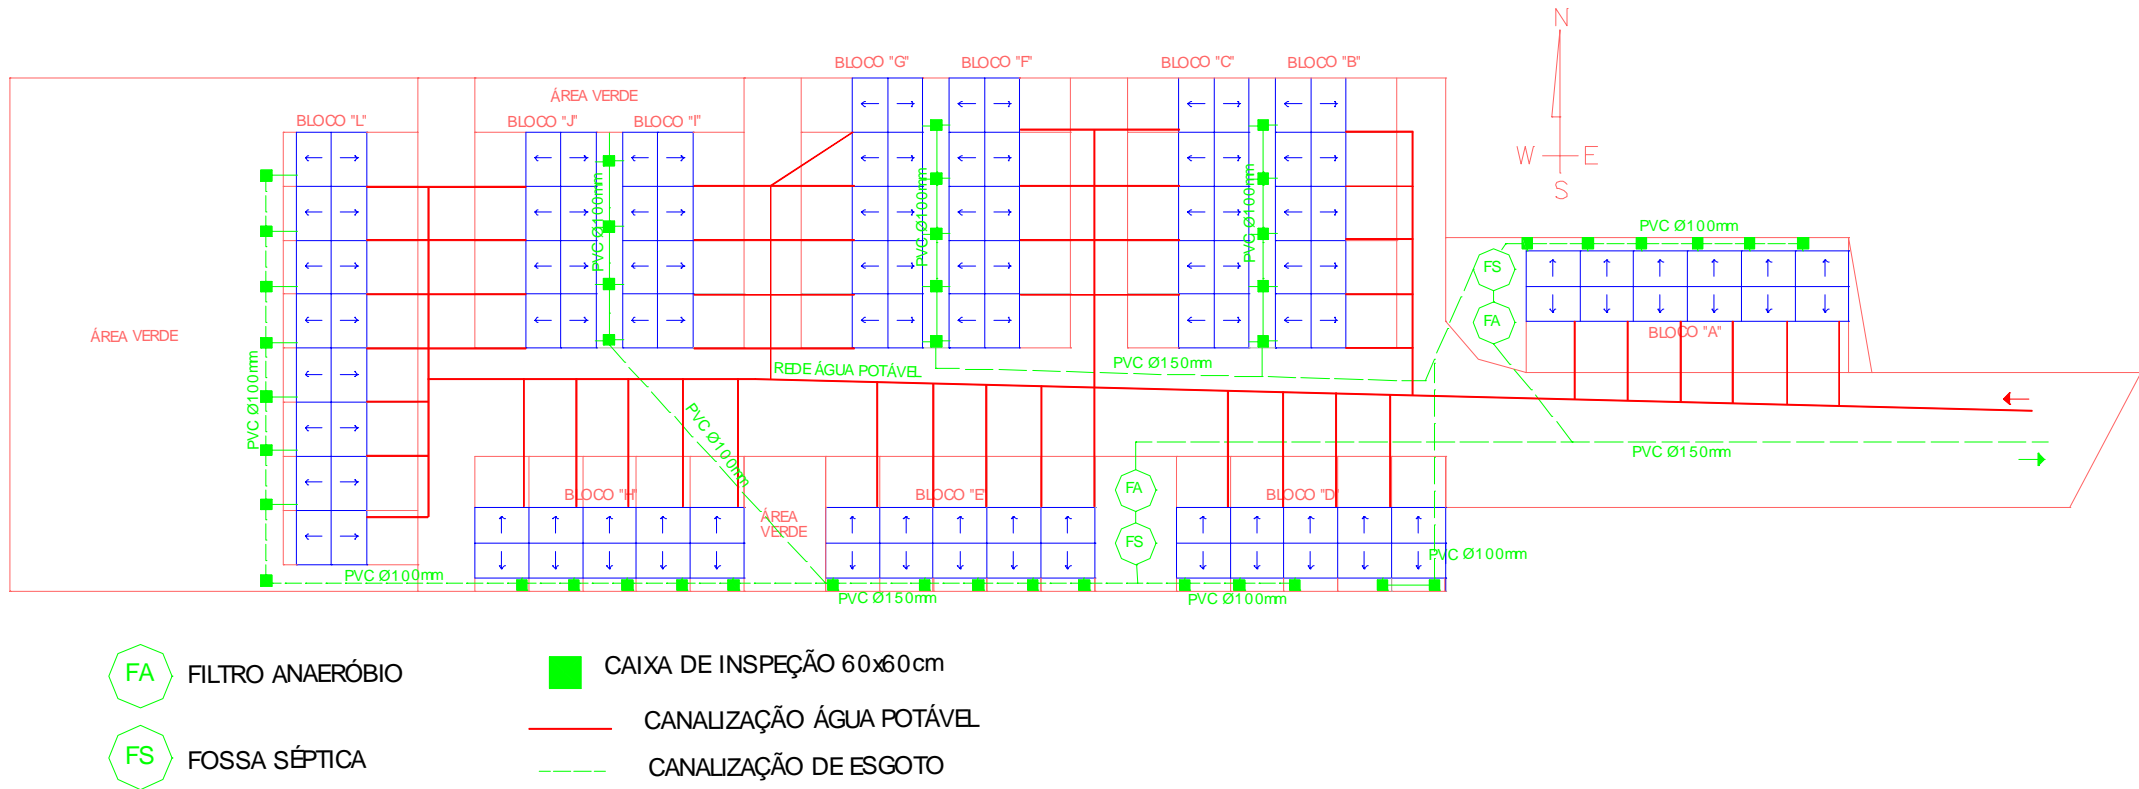 N
W E
S
BLOCO "G"
BLOCO "F"
BLOCO "C"
BLOCO "B"
ÁREA VERDE
BLOCO "L"
BLOCO "J"
BLOCO "I"
PVC Ø100mm
PVC Ø100mm
PVC Ø100mm
PVC Ø100mm
FS
FA
BLOCO "A"
ÁREA VERDE
PVC Ø100mm
REDE ÁGUA POTÁVEL
PVC Ø150mm
PVC Ø100mm
PVC Ø150mm
BLOCO "H"
ÁREA
VERDE
BLOCO "E"
FA
FS
BLOCO "D"
PVC Ø100mm
PVC Ø100mm
PVC Ø150mm
PVC Ø100mm
FA FILTRO ANAERÓBIO
FS FOSSA SÉPTICA
CAIXA DE INSPEÇÃO 60x60cm
CANALIZAÇÃO ÁGUA POTÁVEL
CANALIZAÇÃO DE ESGOTO